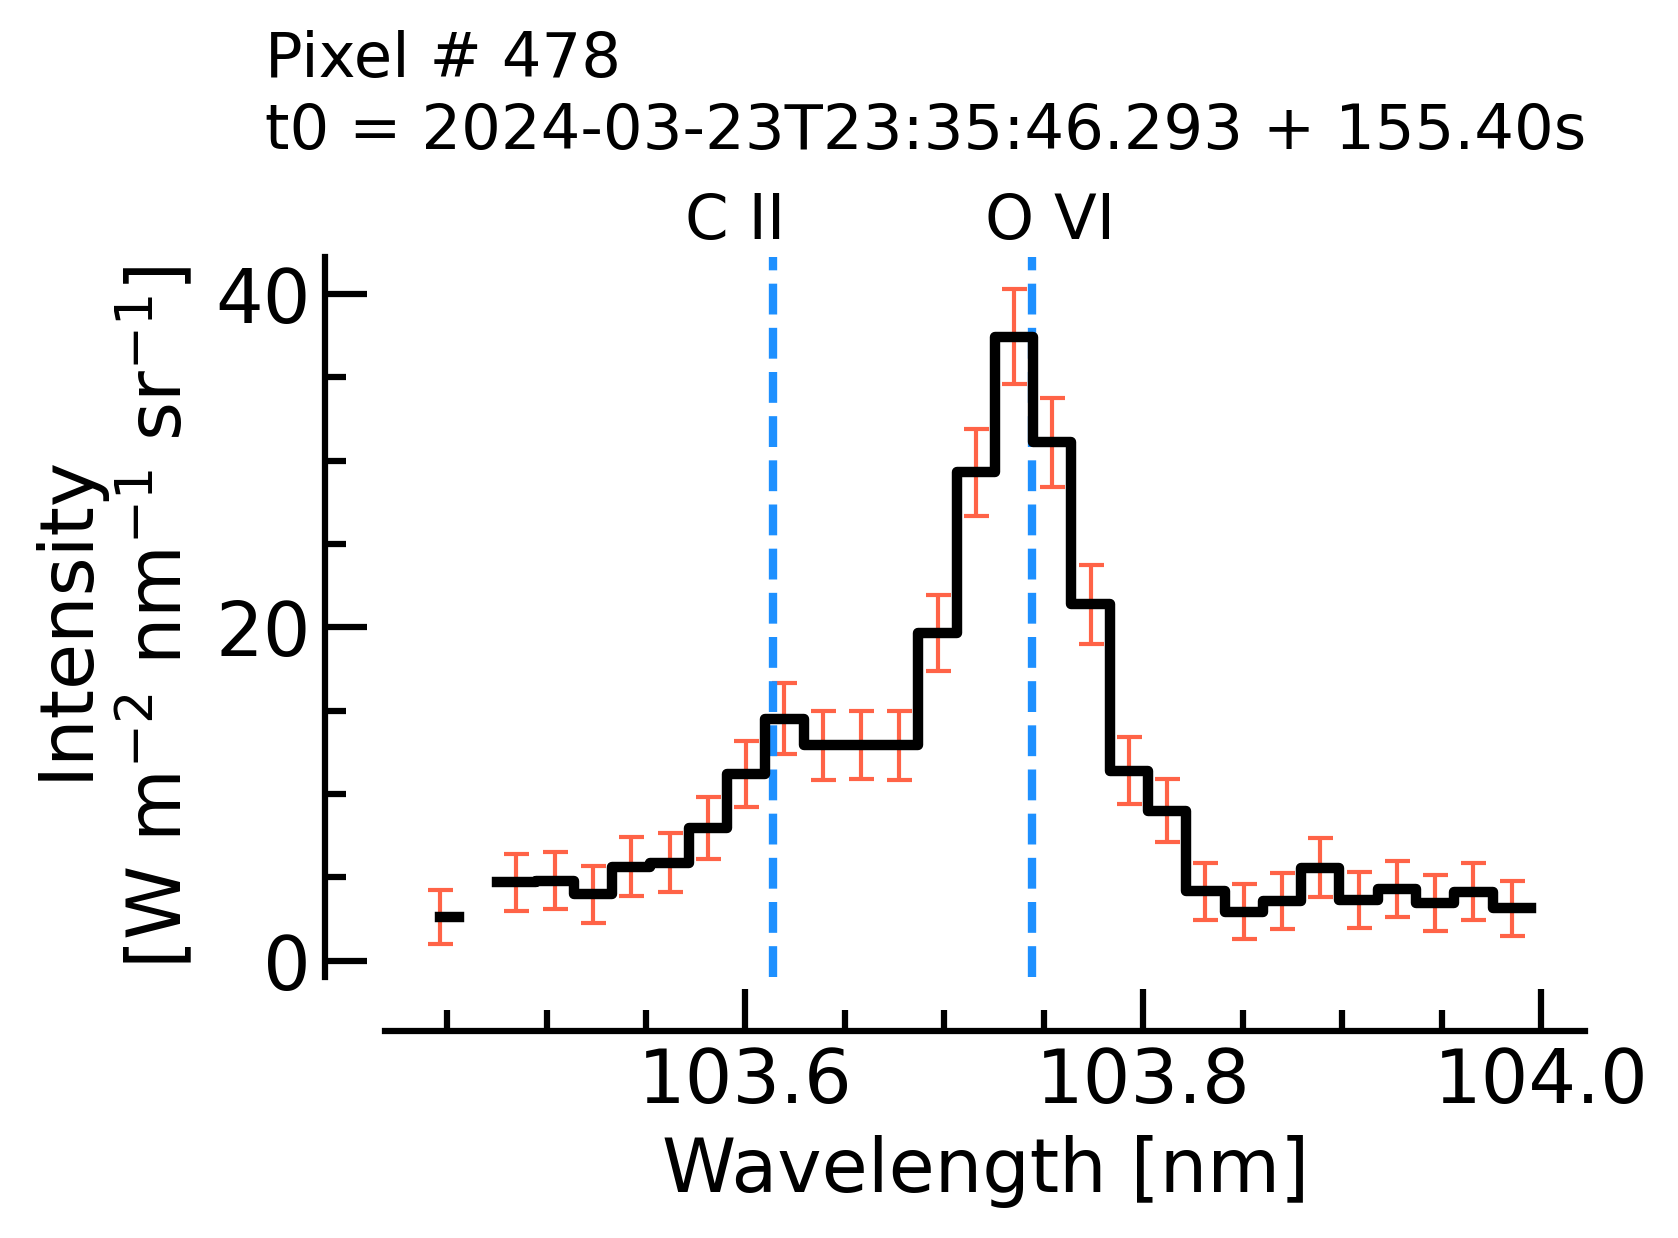 Pixel # 478
t0 = 2024-03-23T23:35:46.293 + 155.40s
C II O VI
Intensity
[W m⁻² nm⁻¹ sr⁻¹]
40
20
0
103.6 103.8 104.0
Wavelength [nm]